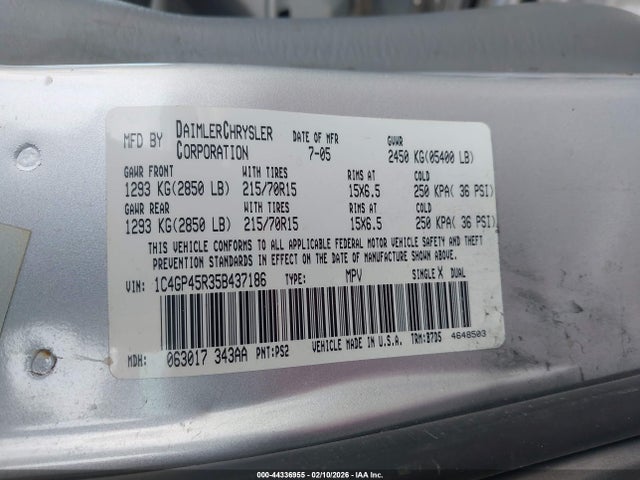 MFD BY DAIMLERCHRYSLER CORPORATION DATE OF MFR 7-05 GVWR 2450 KG(05400 LB)
GAWR FRONT WITH TIRES RIMS AT COLD
1293 KG(2850 LB) 215/70R15 15X6.5 250 KPA( 36 PSI)
GAWR REAR WITH TIRES RIMS AT COLD
1293 KG(2850 LB) 215/70R15 15X6.5 250 KPA( 36 PSI)
THIS VEHICLE CONFORMS TO ALL APPLICABLE FEDERAL MOTOR VEHICLE SAFETY AND THEFT
PREVENTION STANDARDS IN EFFECT ON THE DATE OF MANUFACTURE SHOWN ABOVE.
VIN: 1C4GP45R35B437186 TYPE: MPV SINGLE X DUAL
MDH: 063017 343AA PNT:PS2 VEHICLE MADE IN U.S.A. TRM:B7D5 4648503
000-44336955 - 02/10/2026 - IAA Inc.